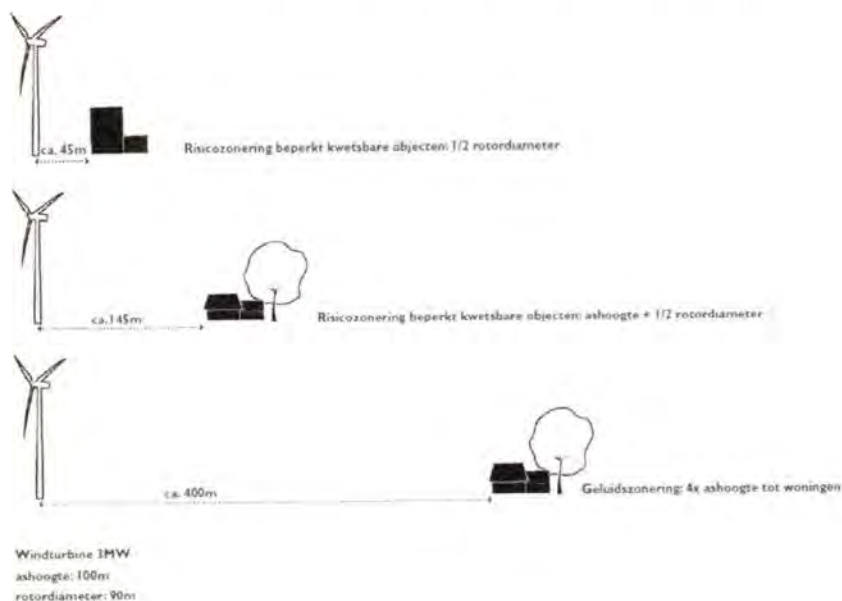 ca. 45m
Risicozonering beperkt kwetsbare objecten: 1/2 rotordiameter
ca. 145m
Risicozonering beperkt kwetsbare objecten: ashoogte + 1/2 rotordiameter
ca. 400m
Geluidszonering: 4x ashoogte tot woningen
Windturbine 3MW
ashoogte: 100m
rotordiameter: 90m